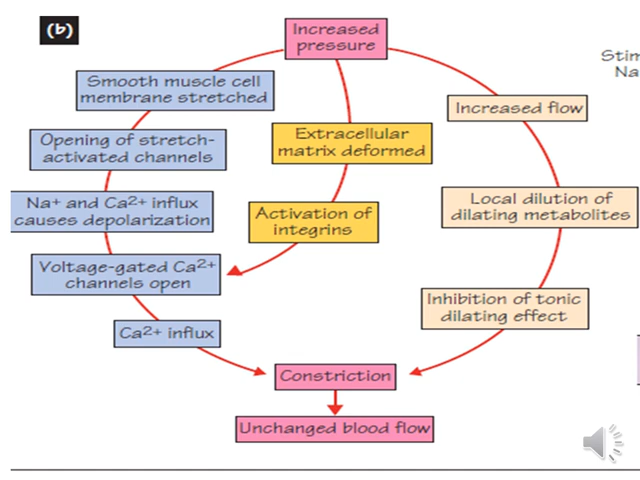 (b)
Increased
pressure
Stim
Na
Smooth muscle cell
membrane stretched
Increased flow
Opening of stretch-
activated channels
Extracellular
matrix deformed
Na+ and Ca2+ influx
causes depolarization
Activation of
integrins
Local dilution of
dilating metabolites
Voltage-gated Ca2+
channels open
Inhibition of tonic
dilating effect
Ca2+ influx
Constriction
Unchanged blood flow